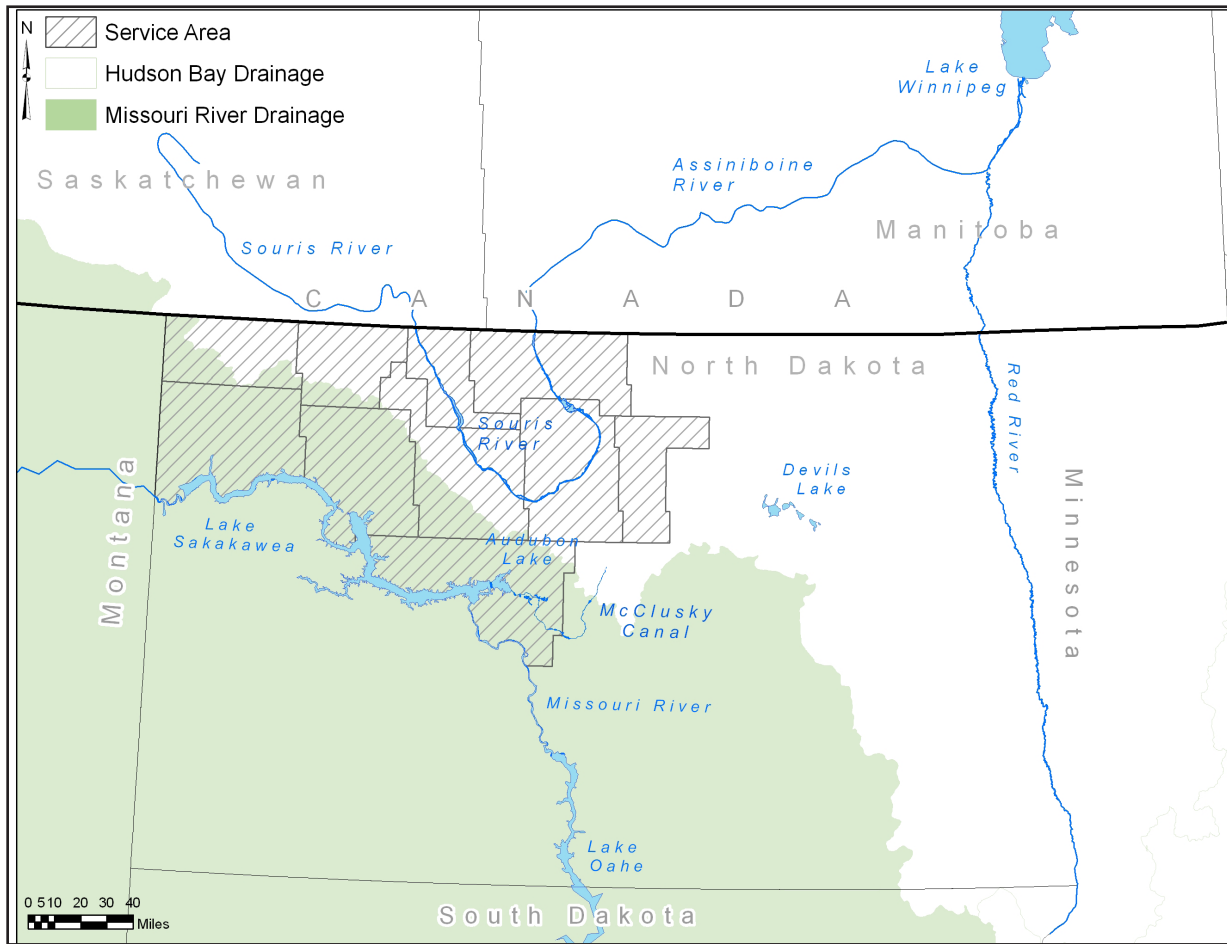 N
Service Area
Hudson Bay Drainage
Missouri River Drainage
Lake
Winnipeg
Saskatchewan
Assiniboine
River
Manitoba
Souris River
CANADA
North Dakota
Red River
Souris
River
Devils
Lake
Minnesota
Montana
Lake
Sakakawea
Audubon
Lake
McClusky
Canal
Missouri River
Lake
Oahe
South Dakota
0 5 10 20 30 40
Miles